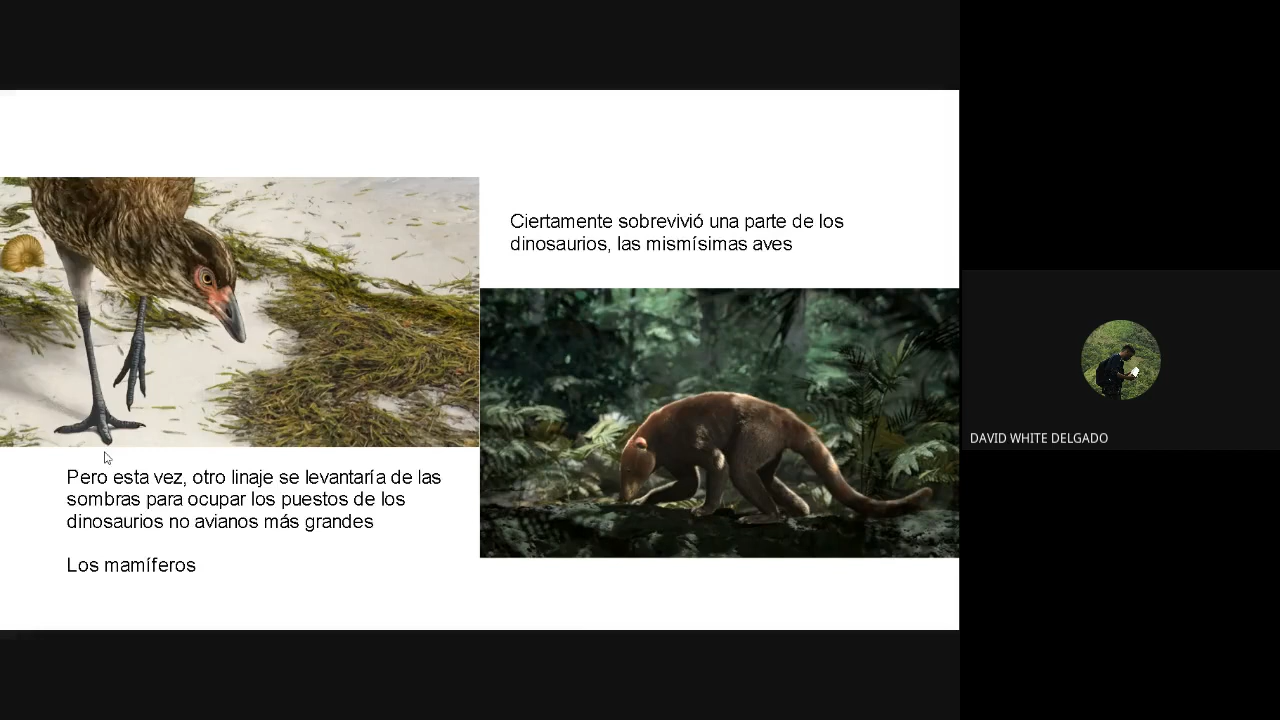 Ciertamente sobrevivió una parte de los
dinosaurios, las mismísimas aves
Pero esta vez, otro linaje se levantaría de las
sombras para ocupar los puestos de los
dinosaurios no avianos más grandes
Los mamíferos
DAVID WHITE DELGADO